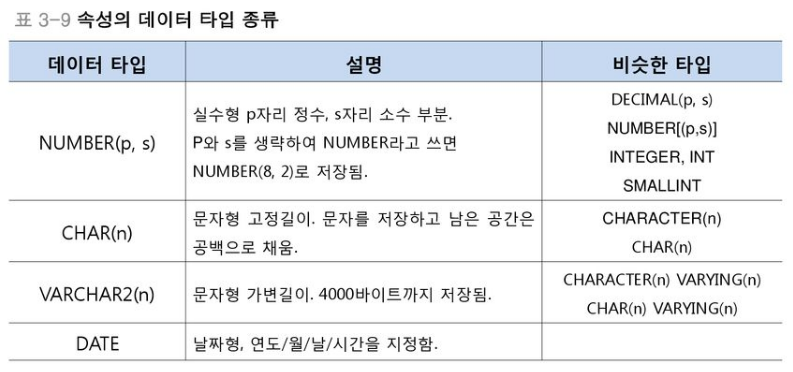 표 3-9 속성의 데이터 타입 종류
데이터 타입 설명 비슷한 타입
NUMBER(p, s)
실수형 p자리 정수, s자리 소수 부분.
P와 s를 생략하여 NUMBER라고 쓰면
NUMBER(8, 2)로 저장됨.
DECIMAL(p, s)
NUMBER[(p,s)]
INTEGER, INT
SMALLINT
CHAR(n)
문자형 고정길이. 문자를 저장하고 남은 공간은
공백으로 채움.
CHARACTER(n)
CHAR(n)
VARCHAR2(n)
문자형 가변길이. 4000바이트까지 저장됨.
CHARACTER(n) VARYING(n)
CHAR(n) VARYING(n)
DATE
날짜형, 연도/월/날/시간을 지정함.